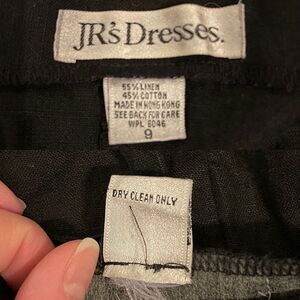 JR's Dresses.
55% LINEN
45% COTTON
MADE IN HONG KONG
SEE BACK FOR CARE
WPL 8046
9
DRY CLEAN ONLY